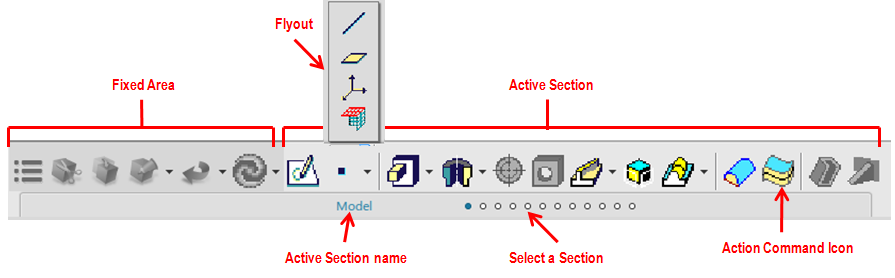 Flyout
Fixed Area
Active Section
Model
Active Section name
Select a Section
Action Command Icon